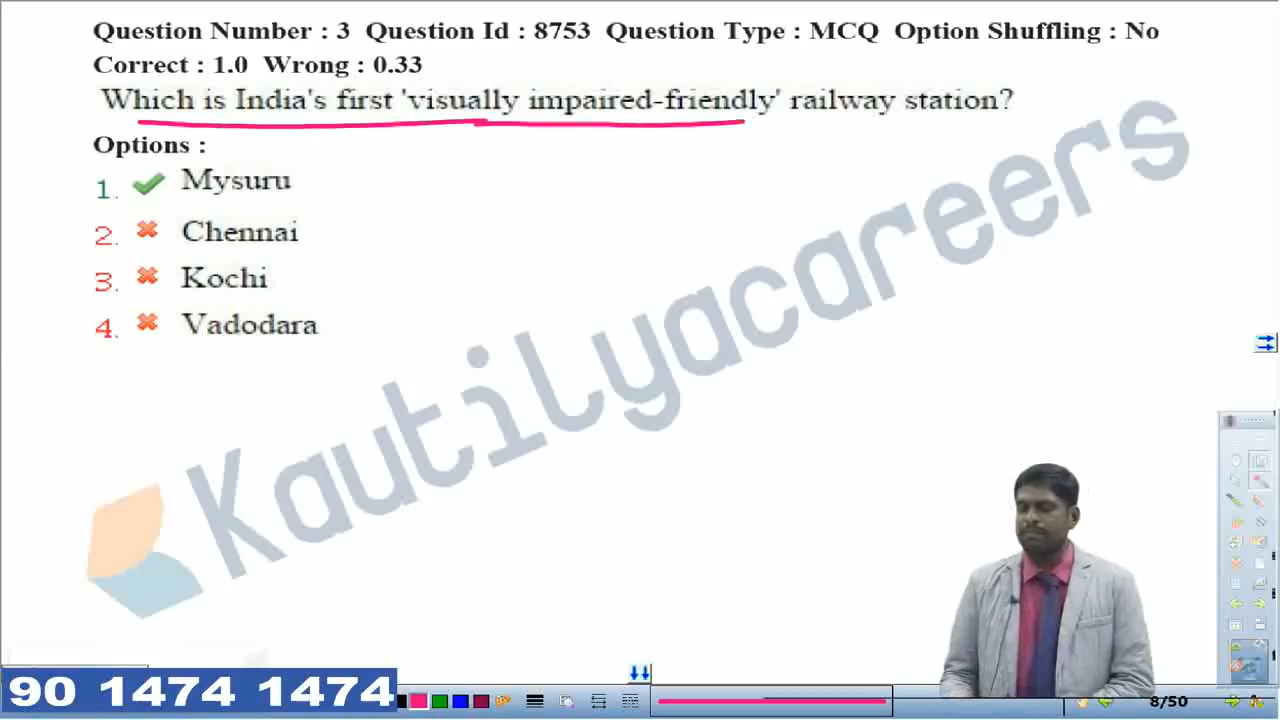 Question Number : 3 Question Id : 8753 Question Type : MCQ Option Shuffling : No
Correct : 1.0 Wrong : 0.33
Which is India's first 'visually impaired-friendly' railway station?
Options :
1. Mysuru
2. Chennai
3. Kochi
4. Vadodara
Kautilyacareers
90 1474 1474
8/50